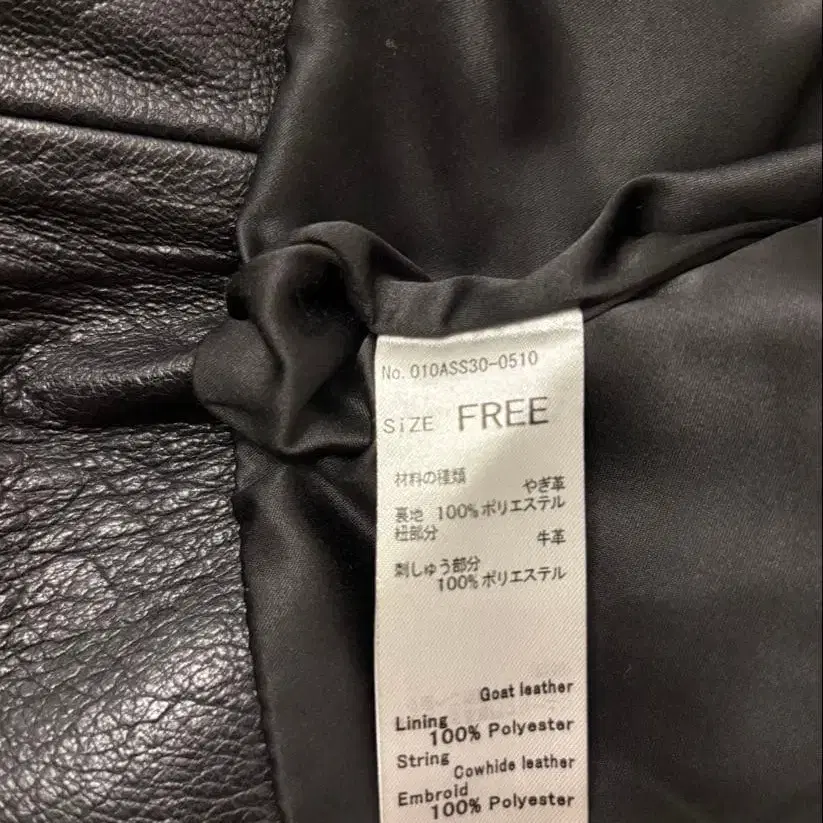 No.010ASS30-0510
SiZE FREE
材料の種類
やぎ革
裏地 100%ポリエステル
紐部分
牛革
刺しゅう部分
100%ポリエステル
Goat leather
Lining
100% Polyester
String
Cowhide leather
Embroid
100% Polyester